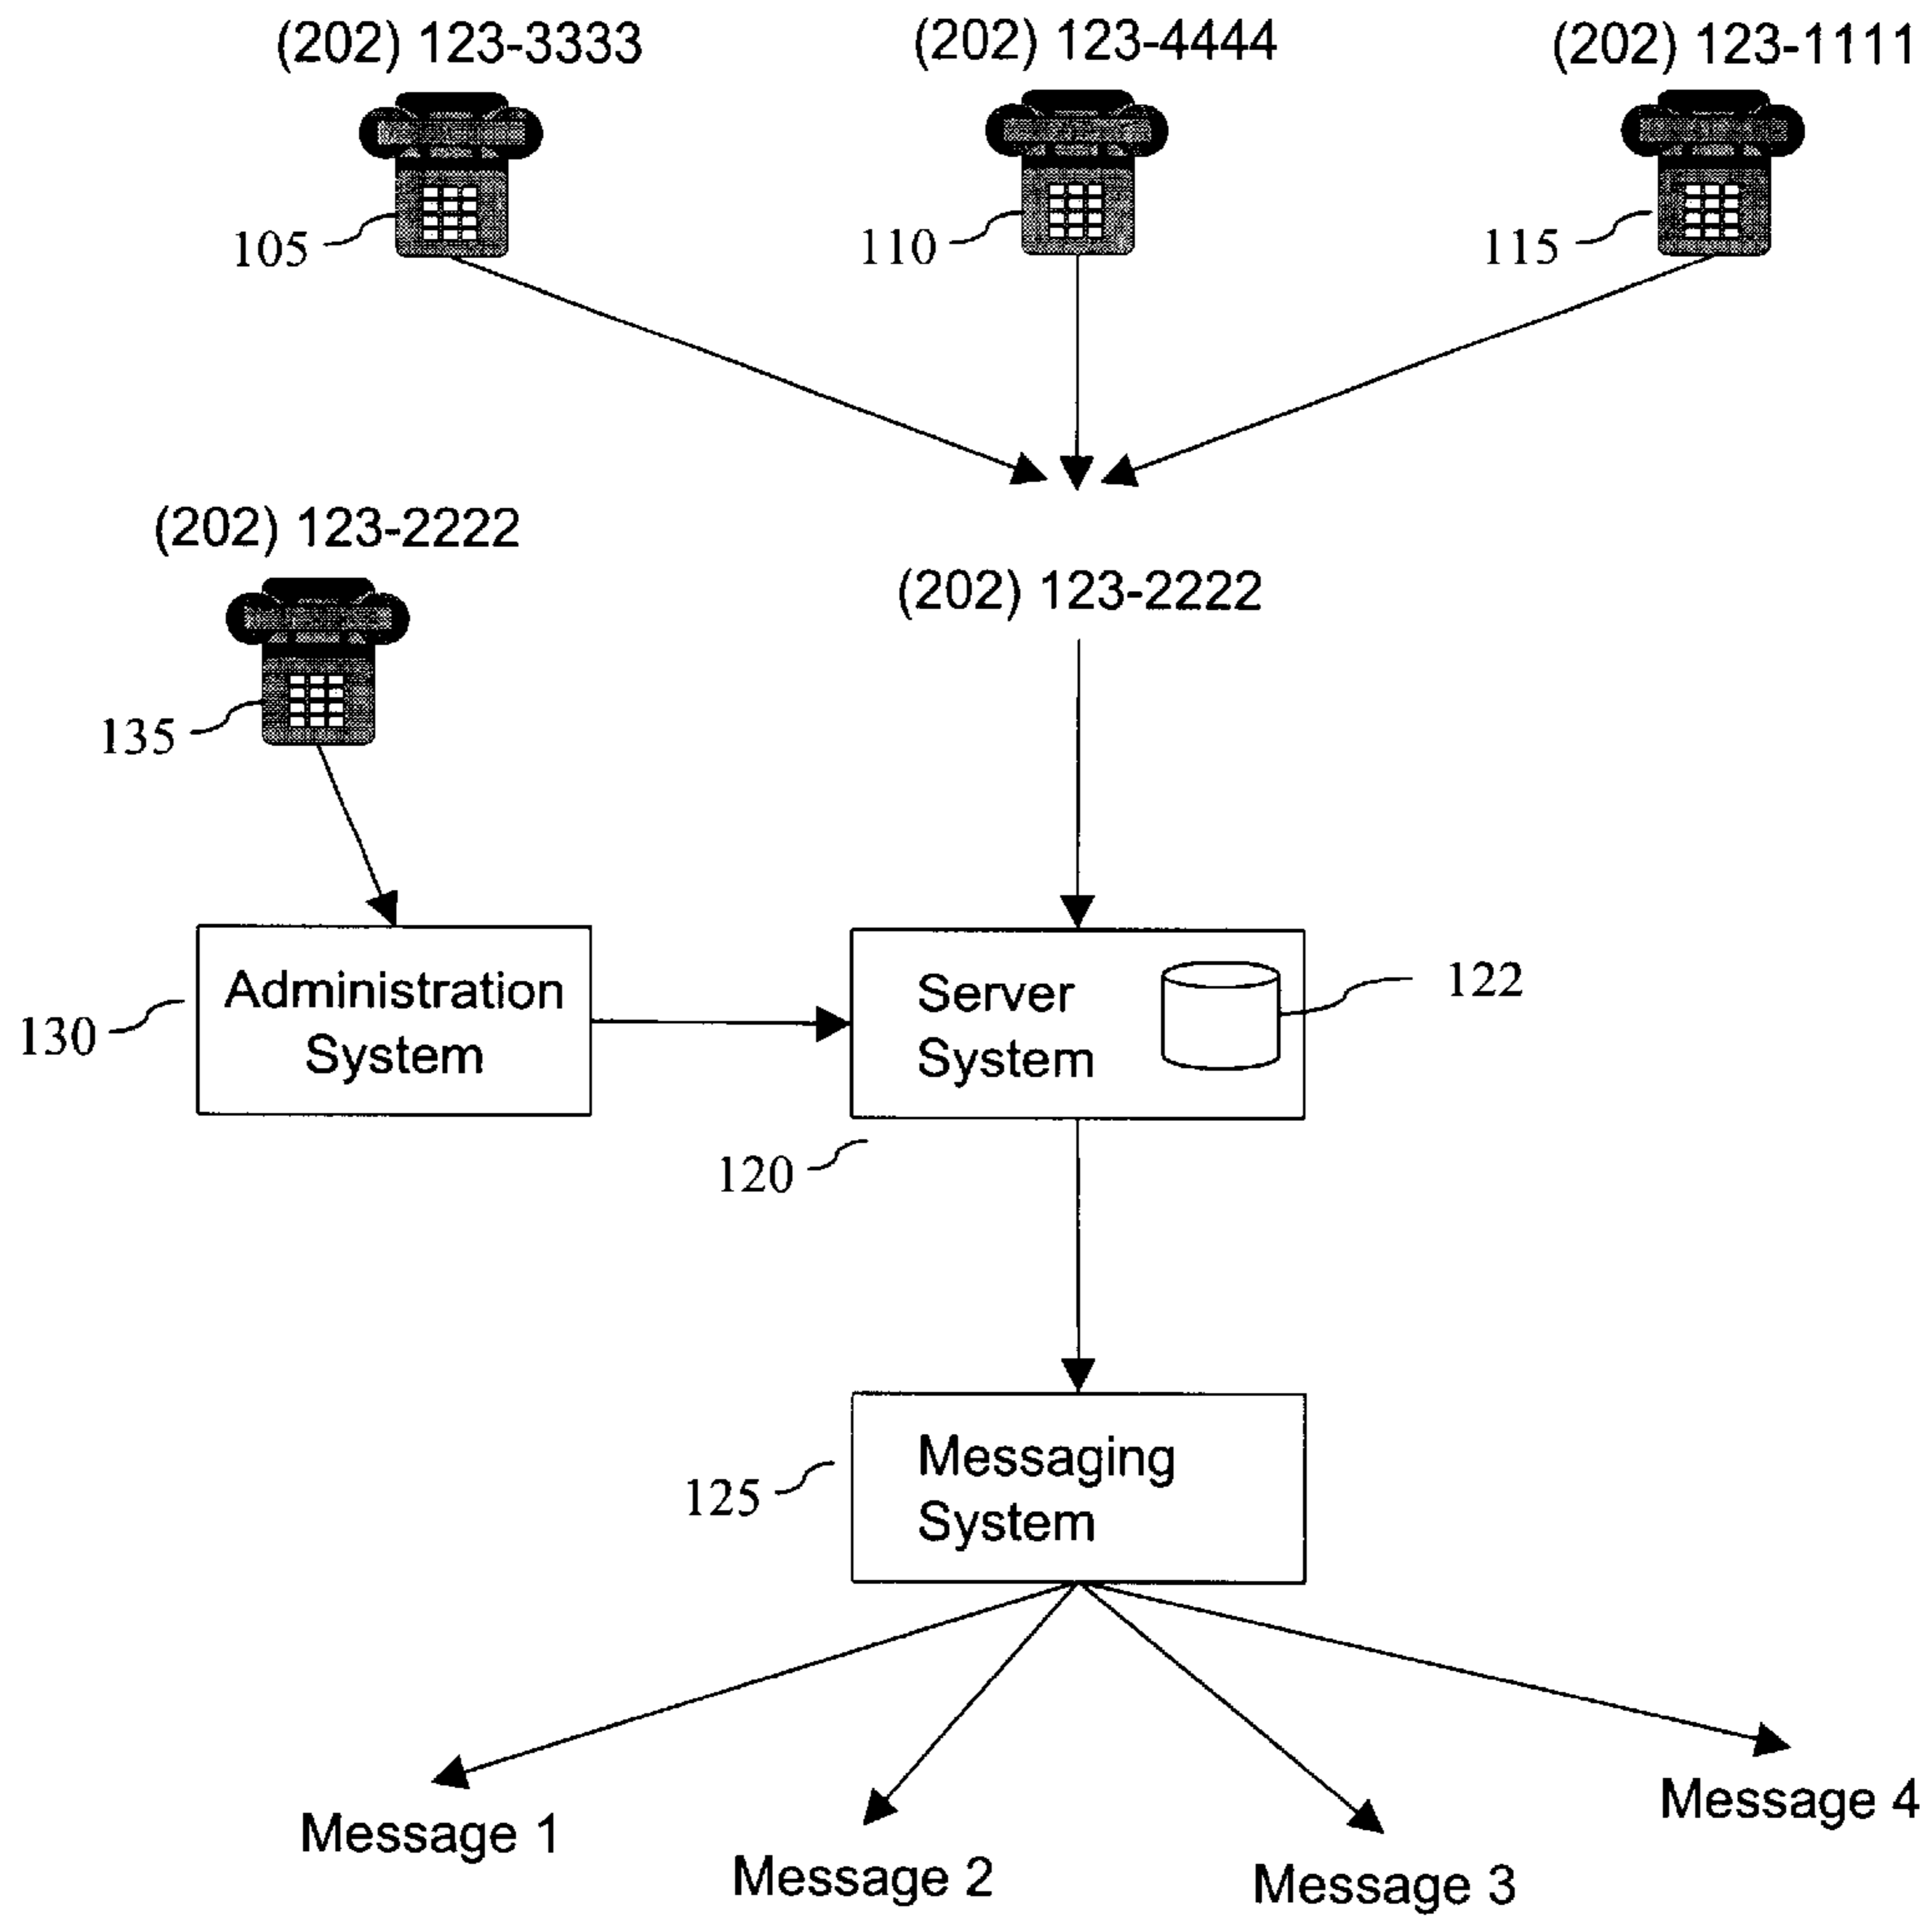 (202) 123-3333
(202) 123-4444
(202) 123-1111
105
110
115
(202) 123-2222
(202) 123-2222
135
Administration
System
130
Server
System
122
120
Messaging
System
125
Message 1
Message 2
Message 3
Message 4